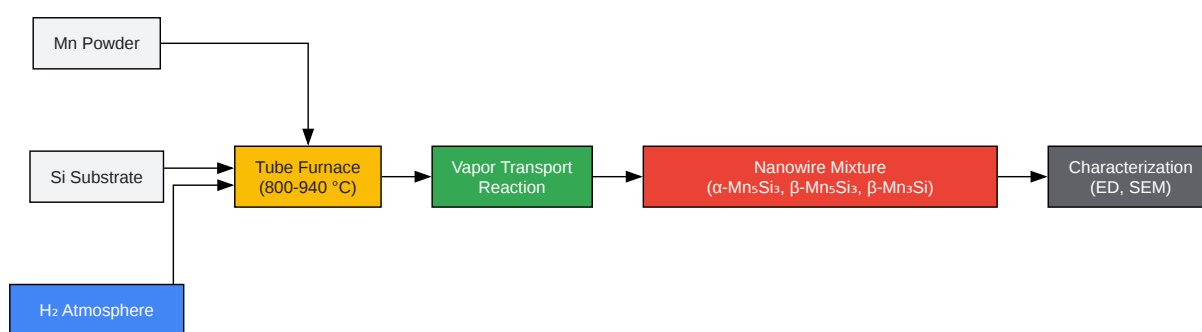 Mn Powder
Si Substrate
H₂ Atmosphere
Tube Furnace
(800-940 °C)
Vapor Transport
Reaction
Nanowire Mixture
(α-Mn₅Si₃, β-Mn₅Si₃, β-Mn₃Si)
Characterization
(ED, SEM)